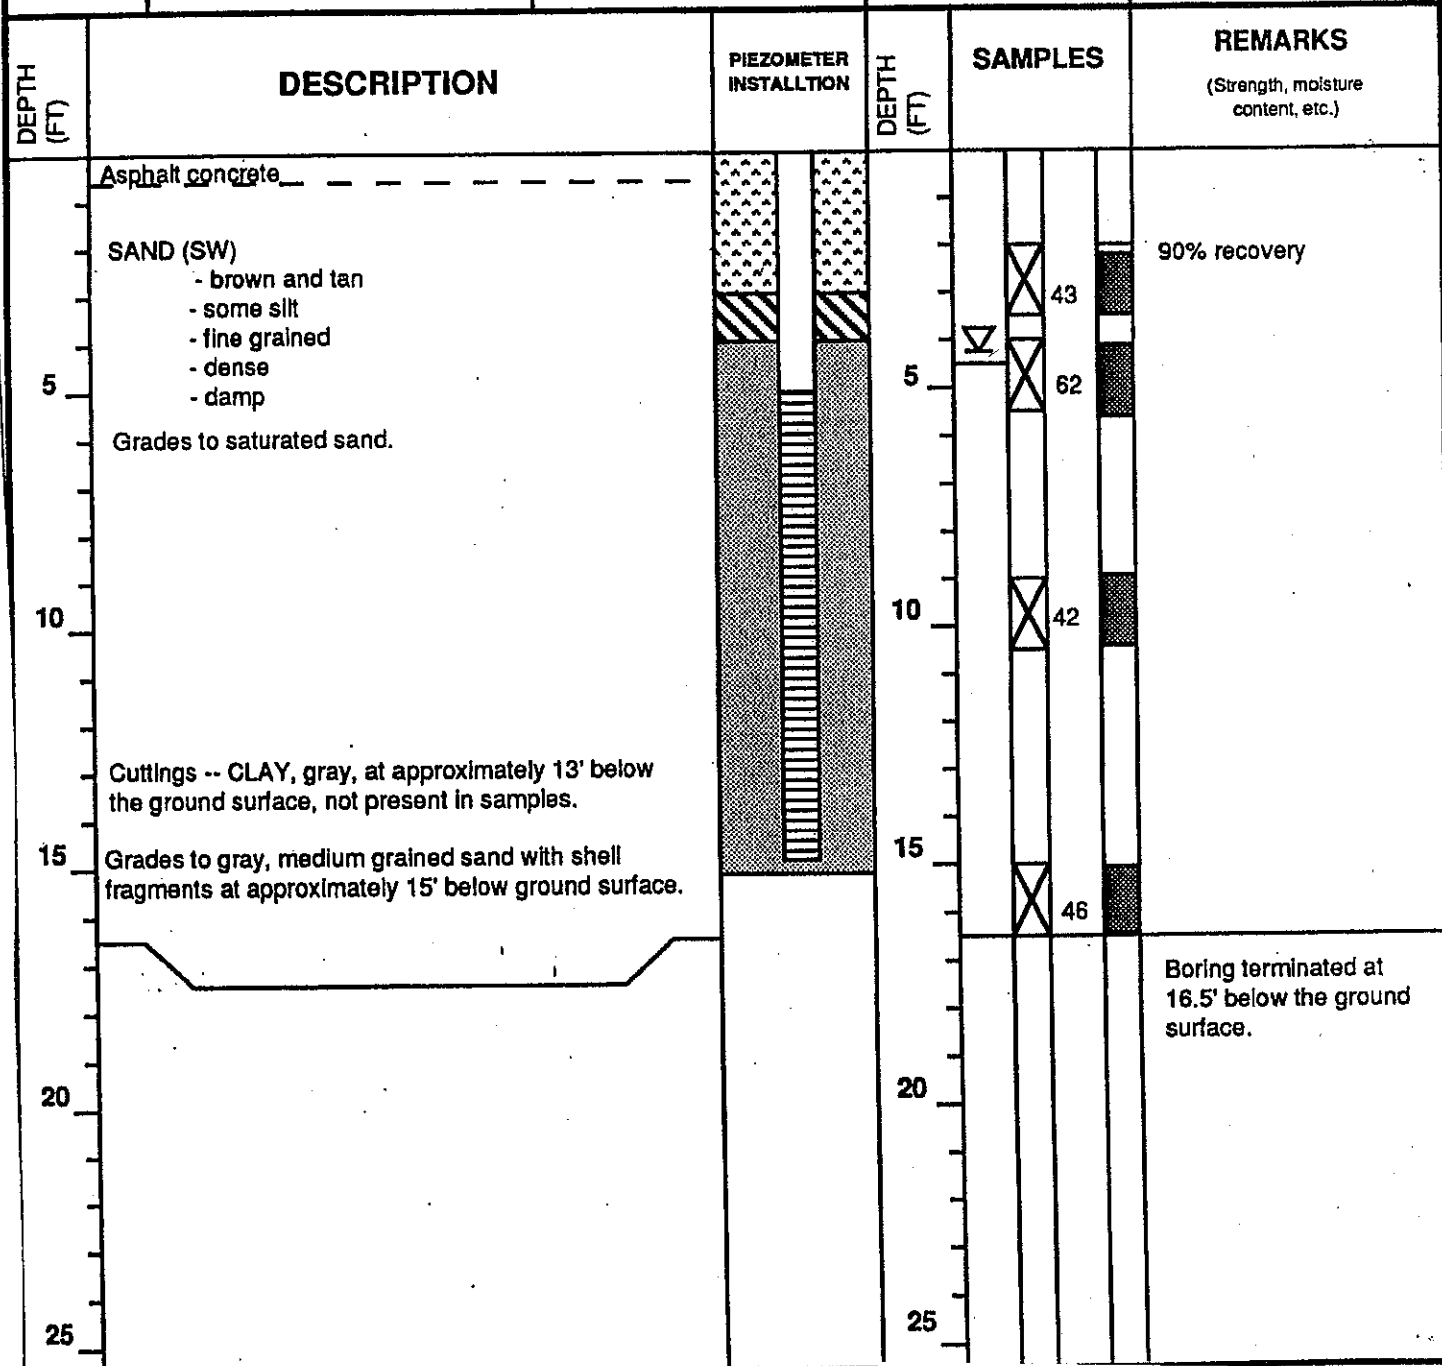 DEPTH
(FT)
DESCRIPTION
PIEZOMETER
INSTALLTION
DEPTH
(FT)
SAMPLES
REMARKS
(Strength, moisture
content, etc.)
Asphalt concrete
SAND (SW)
- brown and tan
- some silt
- fine grained
- dense
- damp
Grades to saturated sand.
Cuttings -- CLAY, gray, at approximately 13' below
the ground surface, not present in samples.
Grades to gray, medium grained sand with shell
fragments at approximately 15' below ground surface.
5
10
15
20
25
5
10
15
20
25
43
62
42
46
90% recovery
Boring terminated at
16.5' below the ground
surface.